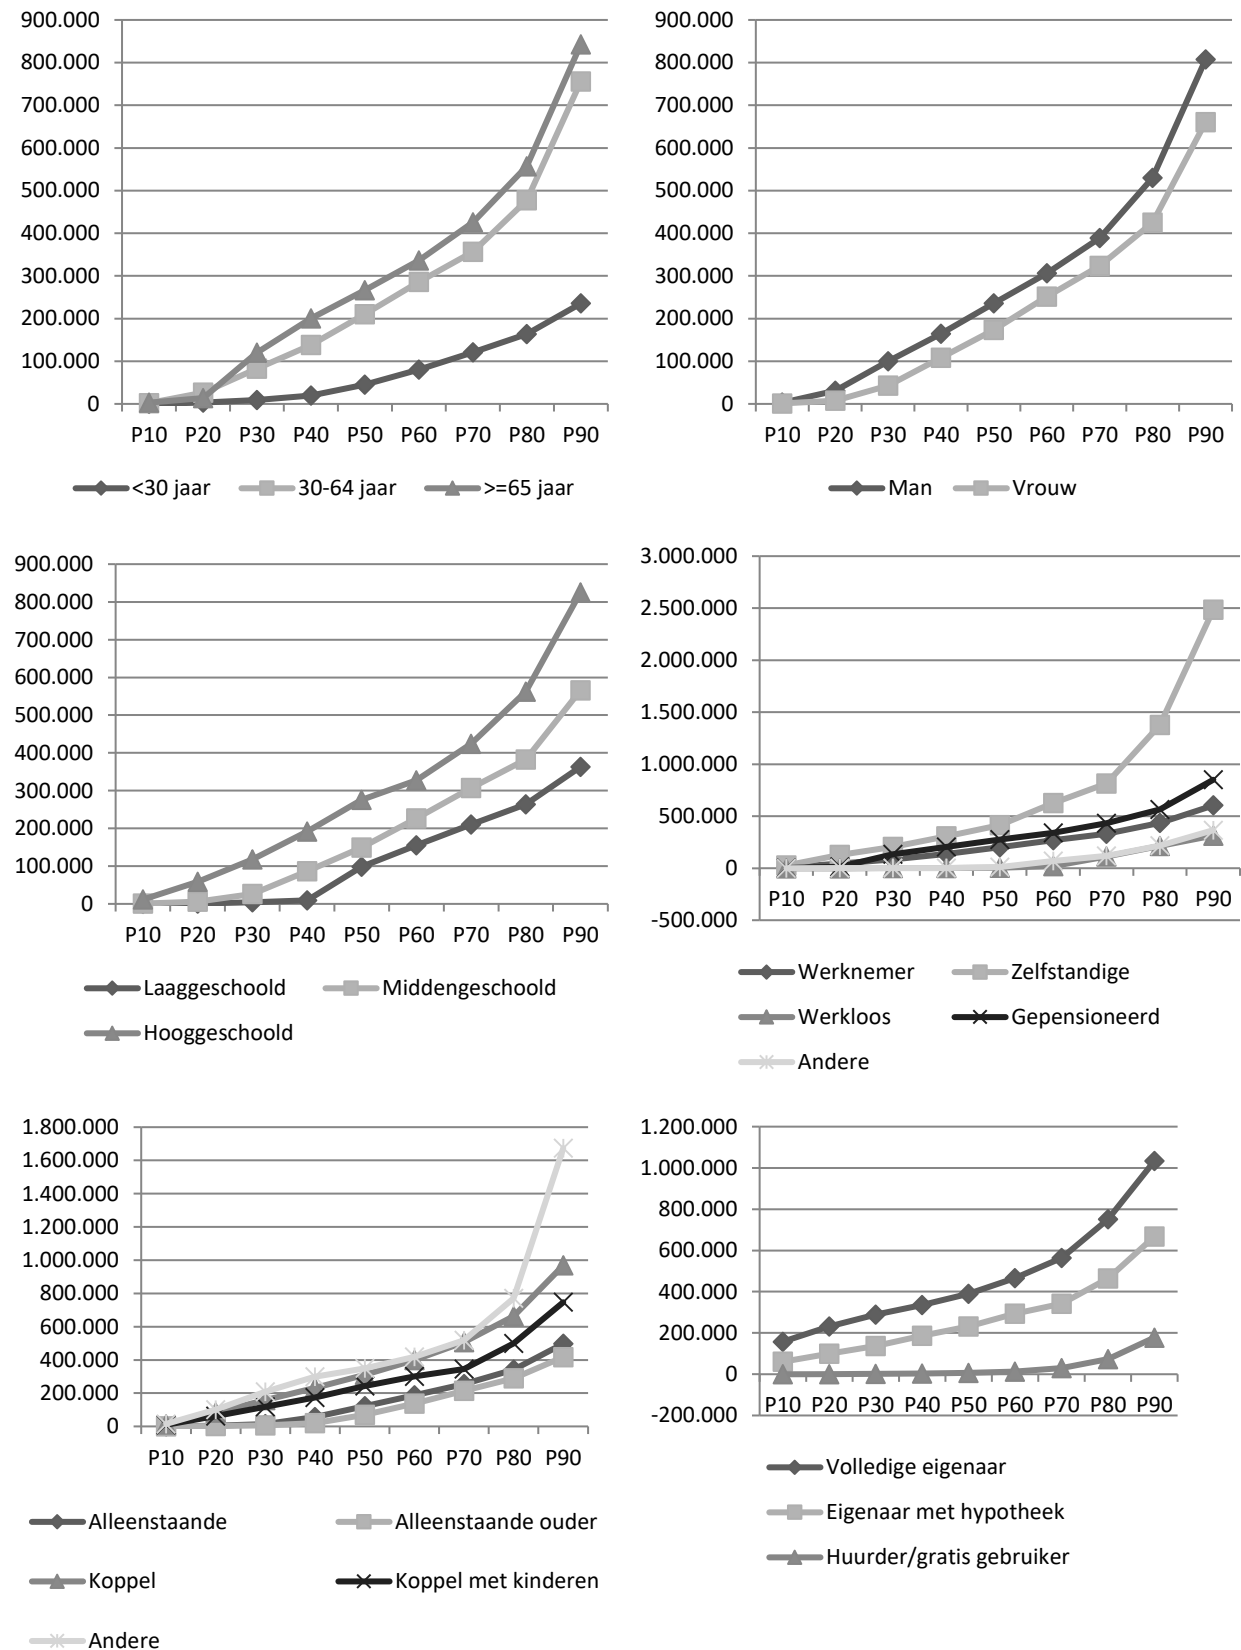 900.000
800.000
700.000
600.000
500.000
400.000
300.000
200.000
100.000
0
P10 P20 P30 P40 P50 P60 P70 P80 P90
<30 jaar 30-64 jaar >=65 jaar
900.000
800.000
700.000
600.000
500.000
400.000
300.000
200.000
100.000
0
P10 P20 P30 P40 P50 P60 P70 P80 P90
Man Vrouw
900.000
800.000
700.000
600.000
500.000
400.000
300.000
200.000
100.000
0
P10 P20 P30 P40 P50 P60 P70 P80 P90
Laaggeschoold Middengeschoold
Hooggeschoold
3.000.000
2.500.000
2.000.000
1.500.000
1.000.000
500.000
0
-500.000
P10 P20 P30 P40 P50 P60 P70 P80 P90
Werknemer Zelfstandige
Werkloos Gepensioneerd
Andere
1.800.000
1.600.000
1.400.000
1.200.000
1.000.000
800.000
600.000
400.000
200.000
0
P10 P20 P30 P40 P50 P60 P70 P80 P90
Alleenstaande Alleenstaande ouder
Koppel Koppel met kinderen
Andere
1.200.000
1.000.000
800.000
600.000
400.000
200.000
0
-200.000
P10 P20 P30 P40 P50 P60 P70 P80 P90
Volledige eigenaar
Eigenaar met hypotheek
Huurder/gratis gebruiker